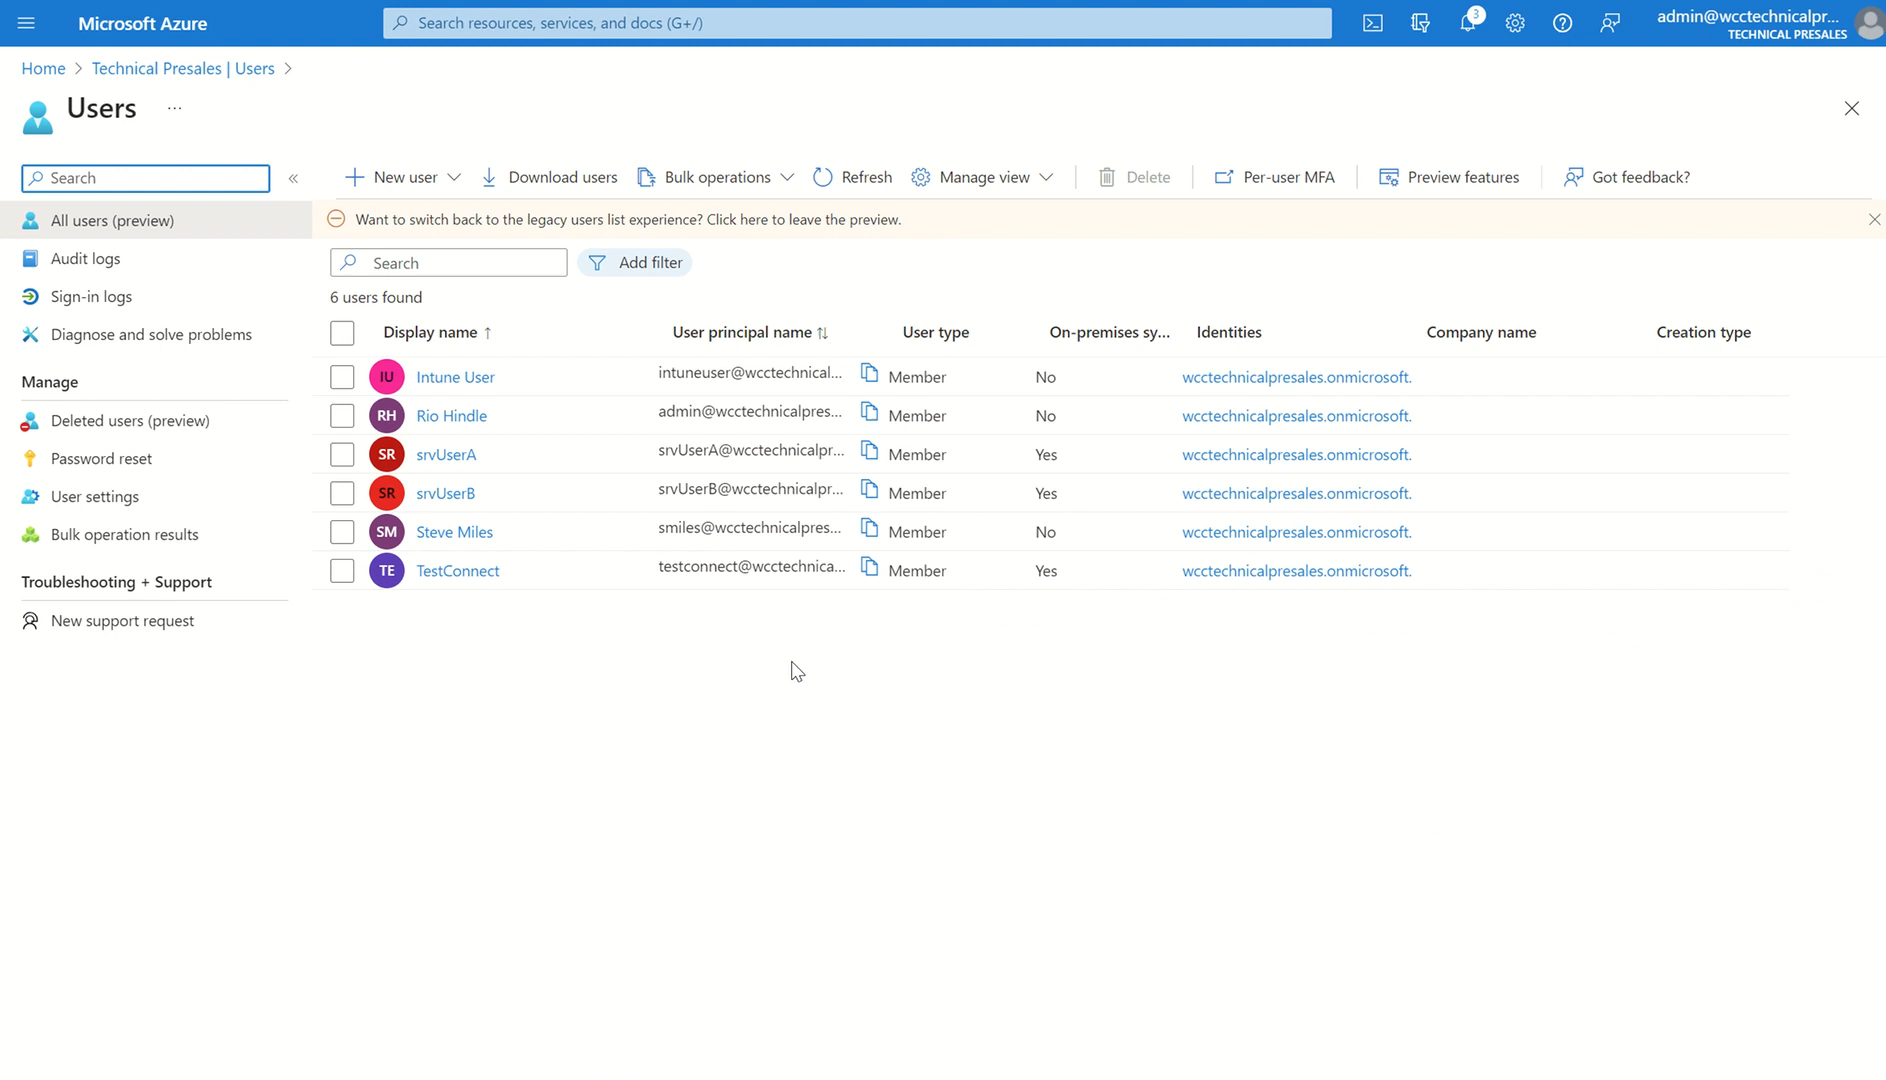 Microsoft Azure
Search resources, services, and docs (G+/)
3
admin@wcctechnicalpr...
TECHNICAL PRESALES
Home > Technical Presales | Users >
Users ...
Search «
New user Download users Bulk operations Refresh Manage view Delete Per-user MFA Preview features Got feedback?
All users (preview)
Audit logs
Sign-in logs
Diagnose and solve problems
Manage
Deleted users (preview)
Password reset
User settings
Bulk operation results
Troubleshooting + Support
New support request
Want to switch back to the legacy users list experience? Click here to leave the preview.
Search Add filter
6 users found
Display name ↑ User principal name ↑↓ User type On-premises sy... Identities Company name Creation type
IU Intune User intuneuser@wcctechnical... Member No wcctechnicalpresales.onmicrosoft.
RH Rio Hindle admin@wcctechnicalpres... Member No wcctechnicalpresales.onmicrosoft.
SR srvUserA srvUserA@wcctechnicalpr... Member Yes wcctechnicalpresales.onmicrosoft.
SR srvUserB srvUserB@wcctechnicalpr... Member Yes wcctechnicalpresales.onmicrosoft.
SM Steve Miles smiles@wcctechnicalpres... Member No wcctechnicalpresales.onmicrosoft.
TE TestConnect testconnect@wcctechnica... Member Yes wcctechnicalpresales.onmicrosoft.